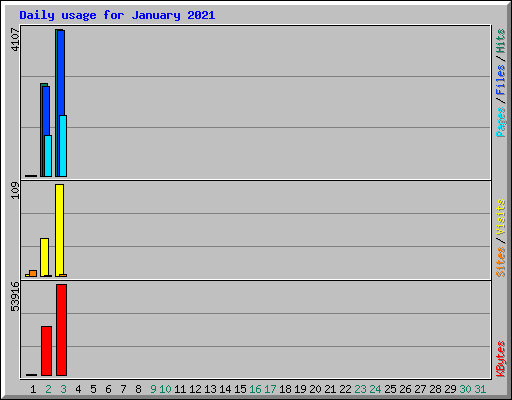 Daily usage for January 2021
4107
109
53916
Pages / Files / Hits
Sites / Visits
KBytes
1 2 3 4 5 6 7 8 9 10 11 12 13 14 15 16 17 18 19 20 21 22 23 24 25 26 27 28 29 30 31